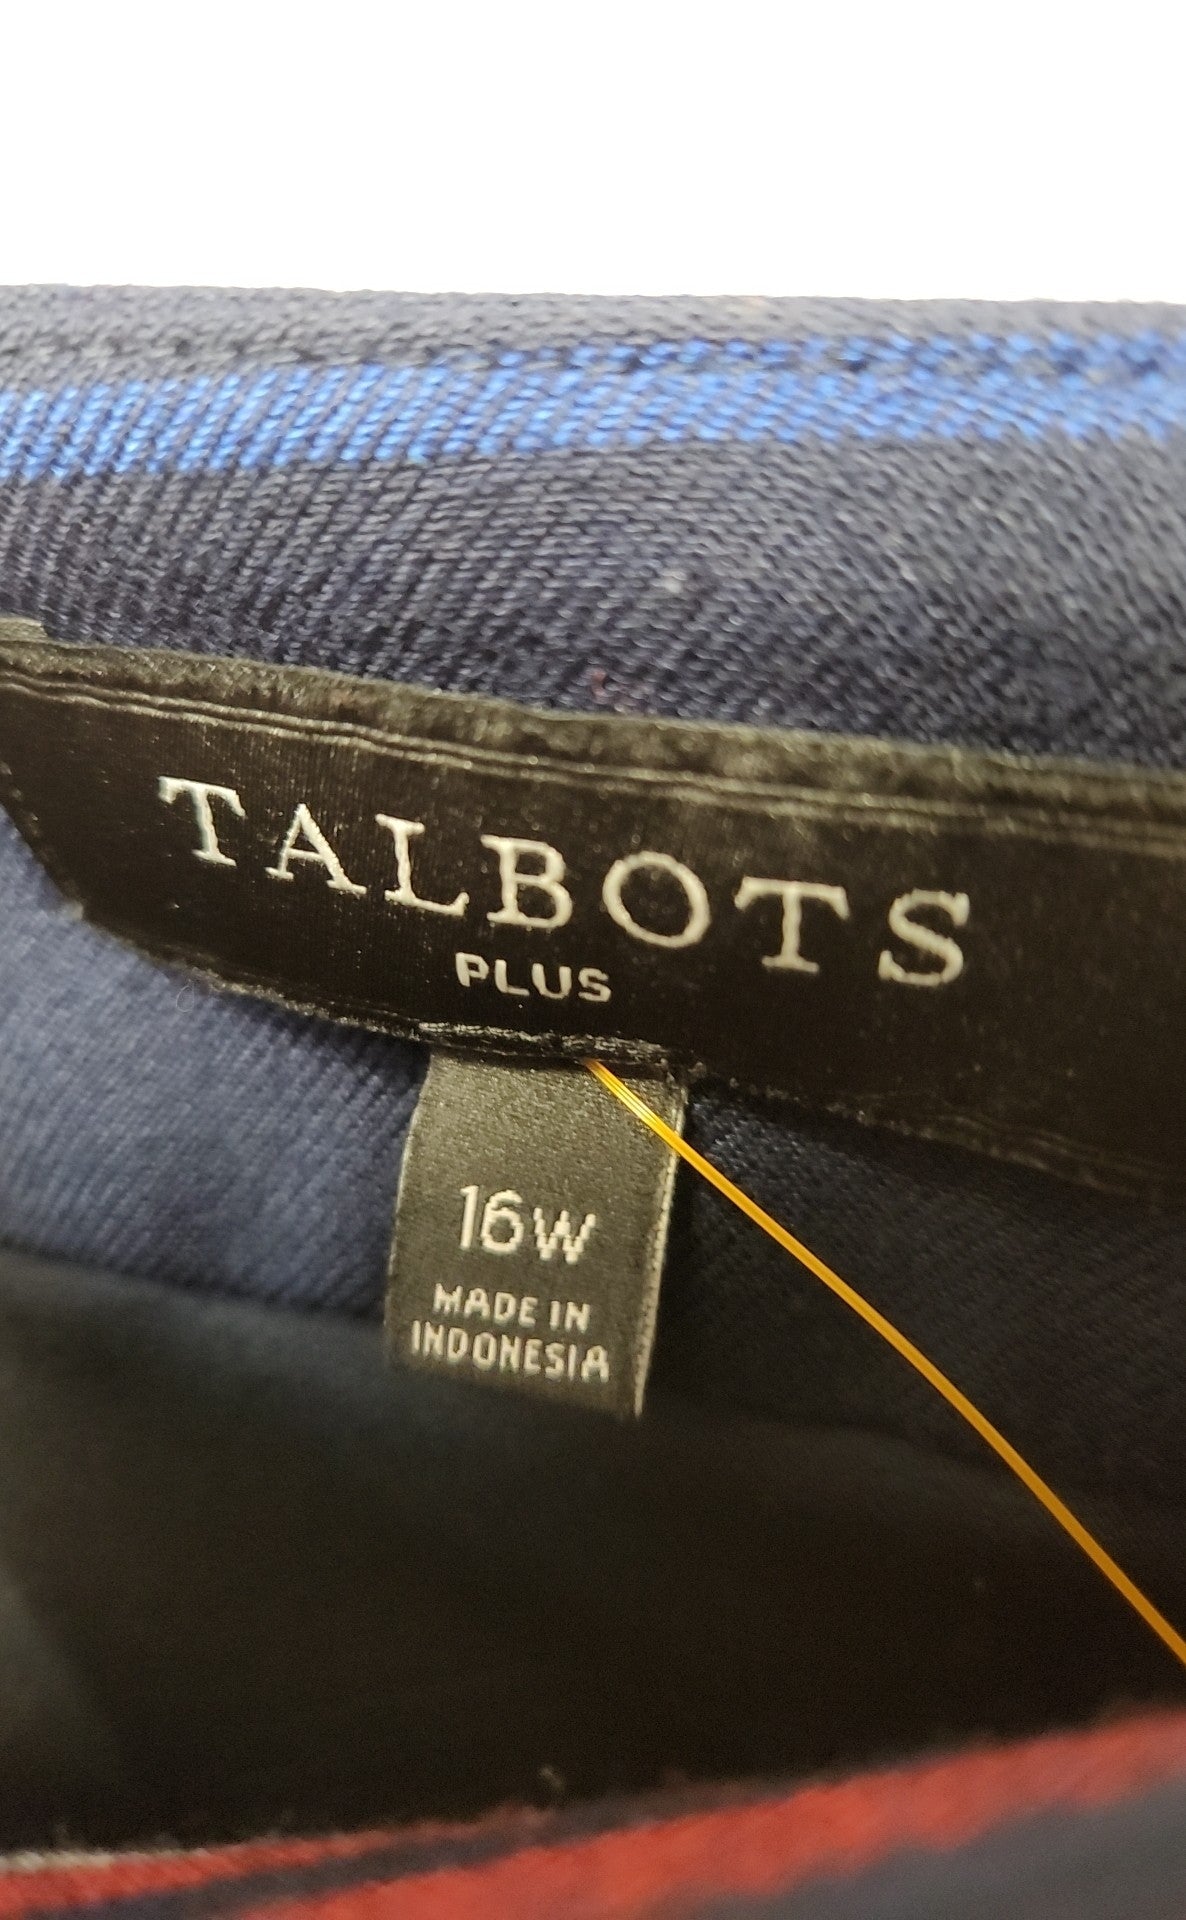 TALBOTS
PLUS
16W
MADE IN
INDONESIA